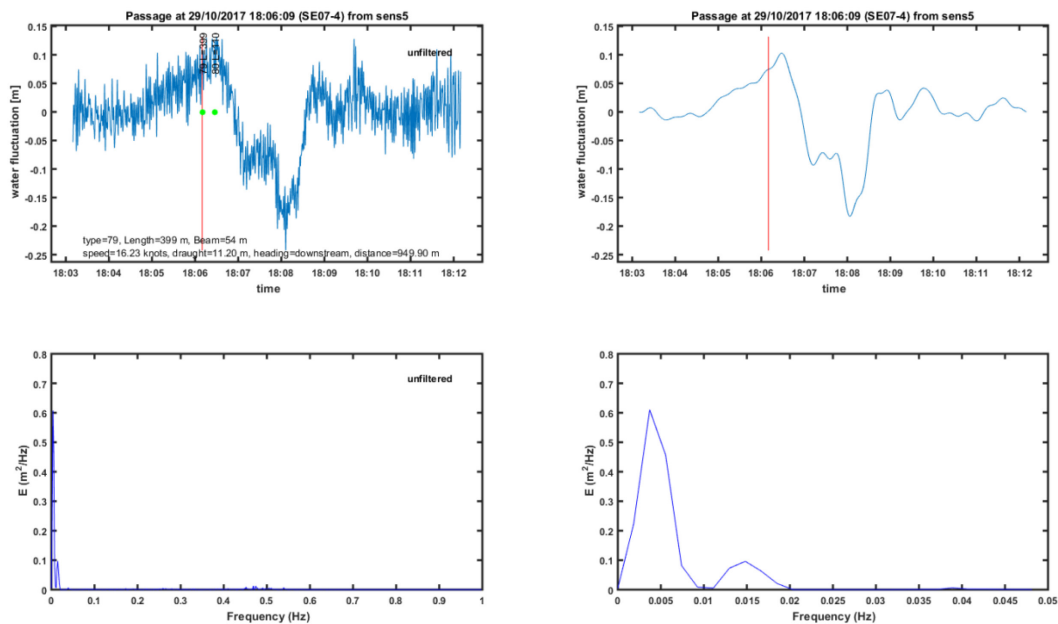 Passage at 29/10/2017 18:06:09 (SE07-4) from sens5
unfiltered
79 L=399
water fluctuation [m]
0.15
0.1
0.05
0
-0.05
-0.1
-0.15
-0.2
-0.25
type=79, Length=399 m, Beam=54 m
speed=16.23 knots, draught=11.20 m, heading=downstream, distance=949.90 m
18:03 18:04 18:05 18:06 18:07 18:08 18:09 18:10 18:11 18:12
time
Passage at 29/10/2017 18:06:09 (SE07-4) from sens5
water fluctuation [m]
0.15
0.1
0.05
0
-0.05
-0.1
-0.15
-0.2
-0.25
18:03 18:04 18:05 18:06 18:07 18:08 18:09 18:10 18:11 18:12
time
unfiltered
E (m²/Hz)
0.8
0.7
0.6
0.5
0.4
0.3
0.2
0.1
0
0 0.1 0.2 0.3 0.4 0.5 0.6 0.7 0.8 0.9 1
Frequency (Hz)
E (m²/Hz)
0.8
0.7
0.6
0.5
0.4
0.3
0.2
0.1
0
0 0.005 0.01 0.015 0.02 0.025 0.03 0.035 0.04 0.045 0.05
Frequency (Hz)